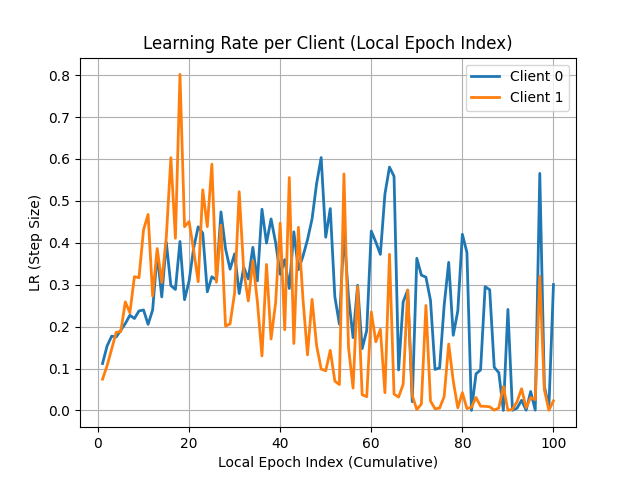 Learning Rate per Client (Local Epoch Index)
Client 0
Client 1
LR (Step Size)
0.8
0.7
0.6
0.5
0.4
0.3
0.2
0.1
0.0
0 20 40 60 80 100
Local Epoch Index (Cumulative)